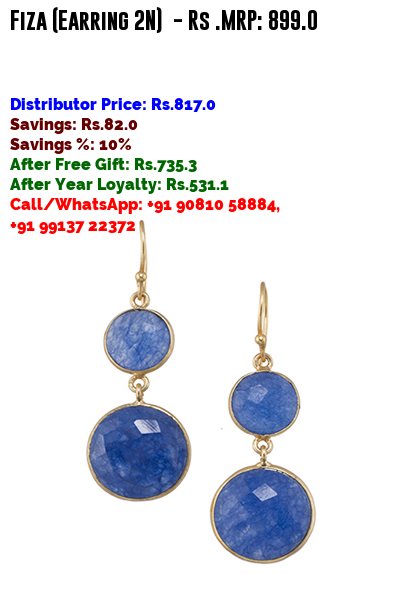 Fiza (Earring 2N) - Rs .MRP: 899.0
Distributor Price: Rs.817.0
Savings: Rs.82.0
Savings %: 10%
After Free Gift: Rs.735.3
After Year Loyalty: Rs.531.1
Call/WhatsApp: +91 90810 58884,
+91 99137 22372